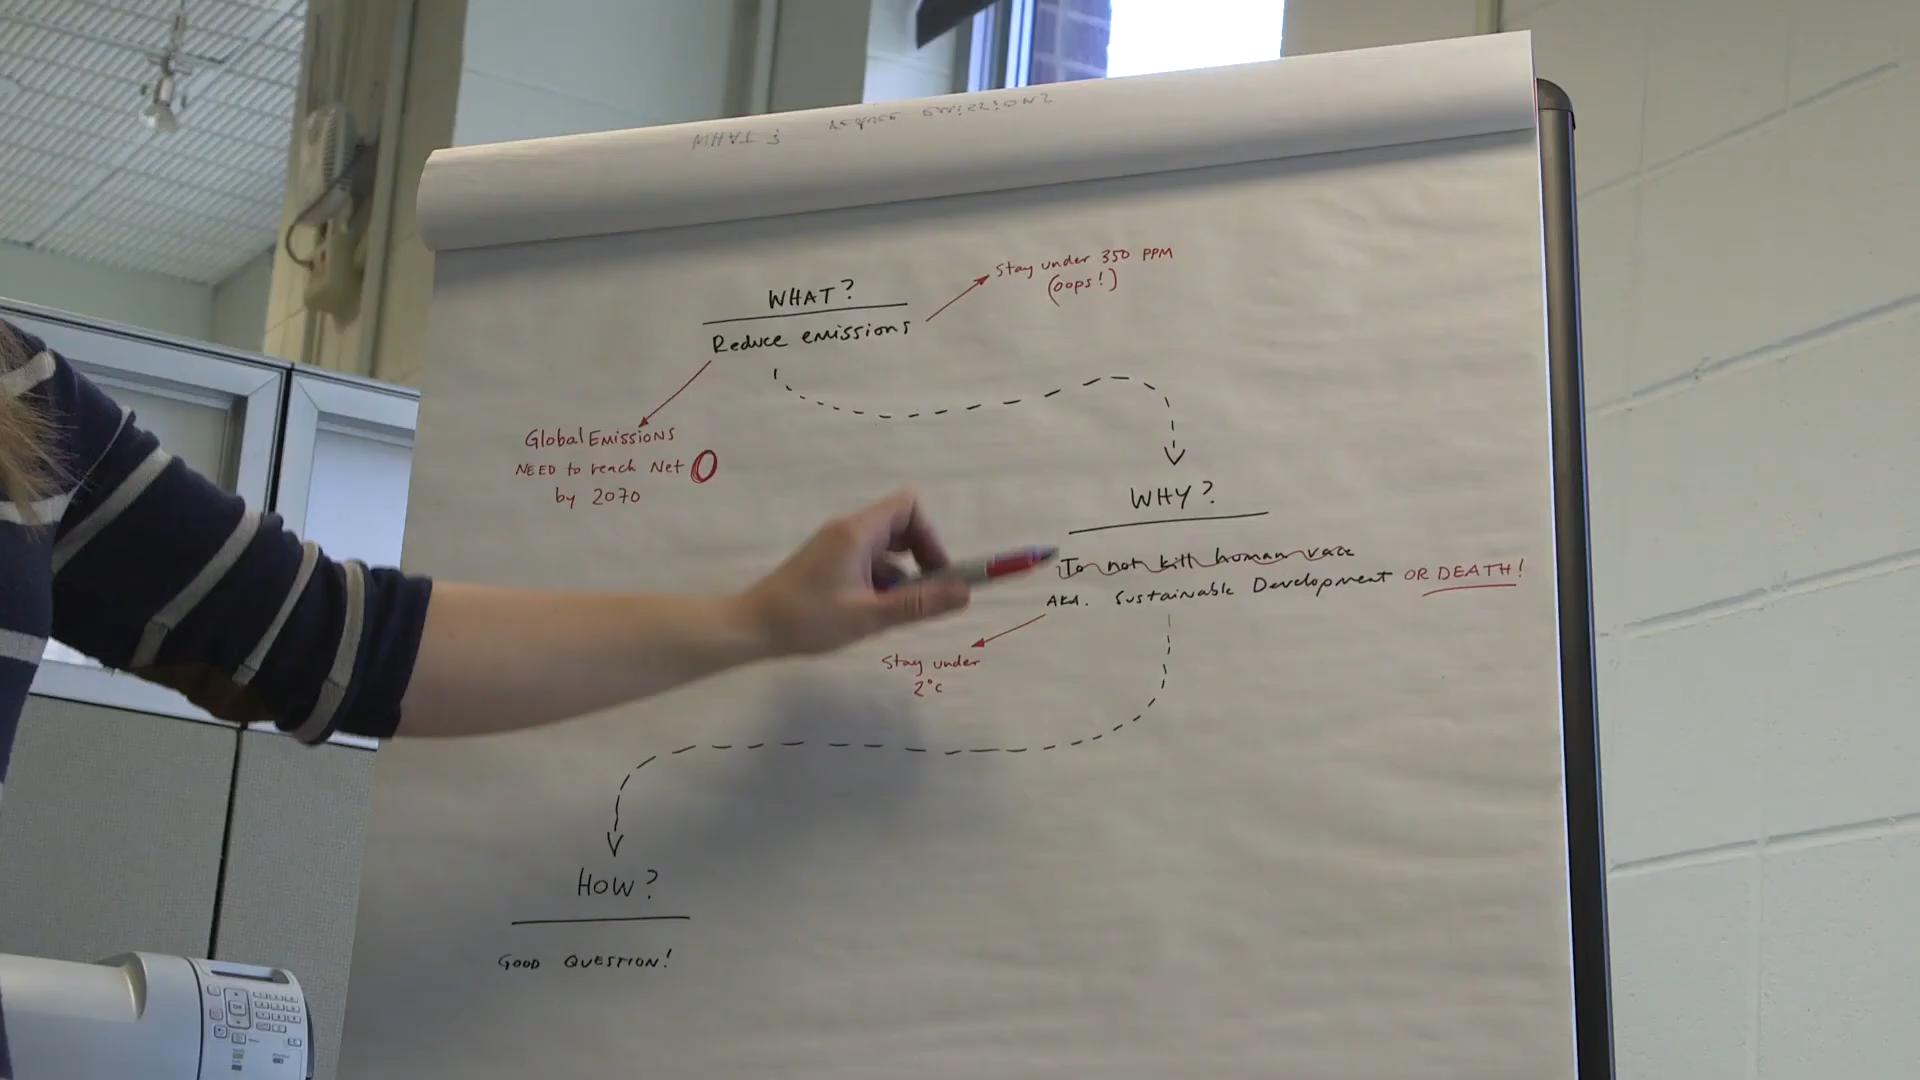 WHAT?
Reduce emissions
Stay under 350 PPM
(oops!)
Global EMISSIONS
NEED to reach Net 0
by 2070
WHY?
To not kill human race
AKA. Sustainable Development OR DEATH!
Stay under
2°C
HOW?
GOOD QUESTION!